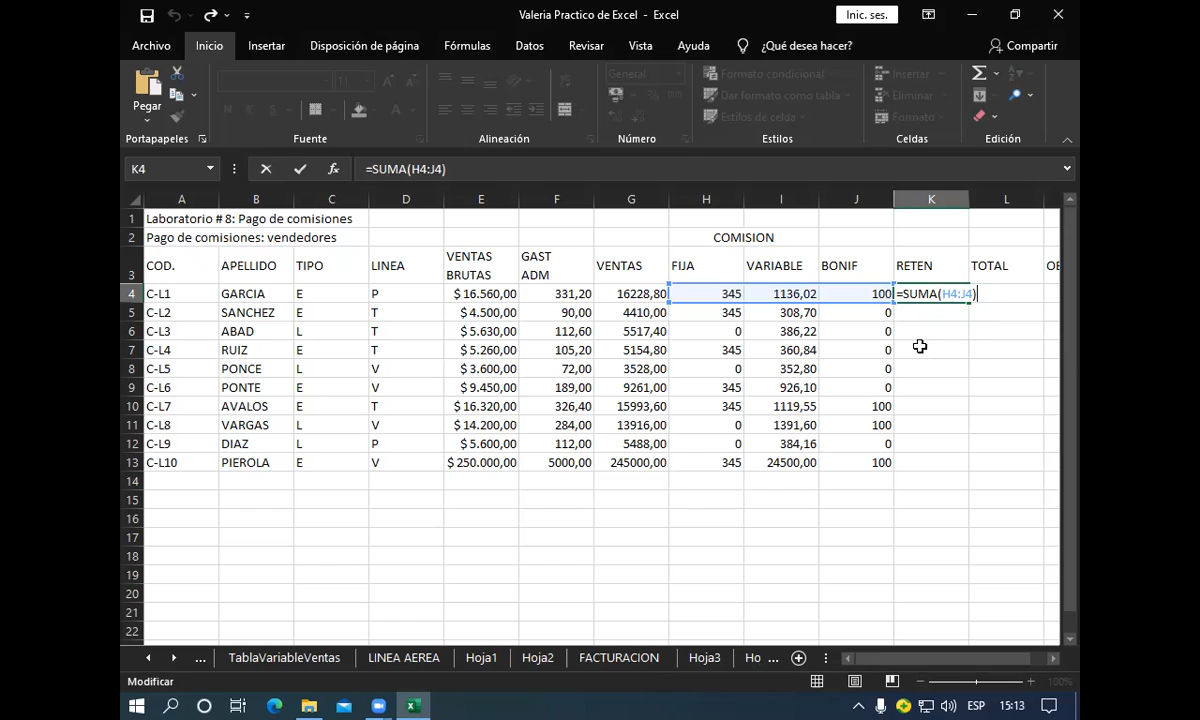 Valeria Practico de Excel - Excel
Inic. ses.
Archivo Inicio Insertar Disposición de página Fórmulas Datos Revisar Vista Ayuda ¿Qué desea hacer? Compartir
Pegar
11
General
Formato condicional
Dar formato como tabla
Estilos de celda
Insertar
Eliminar
Formato
Portapapeles Fuente Alineación Número Estilos Celdas Edición
K4 fx =SUMA(H4:J4)
A B C D E F G H I J K L
1 Laboratorio # 8: Pago de comisiones
2 Pago de comisiones: vendedores COMISION
3 COD. APELLIDO TIPO LINEA VENTAS BRUTAS GAST ADM VENTAS FIJA VARIABLE BONIF RETEN TOTAL OB
4 C-L1 GARCIA E P $ 16.560,00 331,20 16228,80 345 1136,02 100 =SUMA(H4:J4)
5 C-L2 SANCHEZ E T $ 4.500,00 90,00 4410,00 345 308,70 0
6 C-L3 ABAD L T $ 5.630,00 112,60 5517,40 0 386,22 0
7 C-L4 RUIZ E T $ 5.260,00 105,20 5154,80 345 360,84 0
8 C-L5 PONCE L V $ 3.600,00 72,00 3528,00 0 352,80 0
9 C-L6 PONTE E V $ 9.450,00 189,00 9261,00 345 926,10 0
10 C-L7 AVALOS E T $ 16.320,00 326,40 15993,60 345 1119,55 100
11 C-L8 VARGAS L V $ 14.200,00 284,00 13916,00 0 1391,60 100
12 C-L9 DIAZ L P $ 5.600,00 112,00 5488,00 0 384,16 0
13 C-L10 PIEROLA E V $ 250.000,00 5000,00 245000,00 345 24500,00 100
14
15
16
17
18
19
20
21
22
... TablaVariableVentas LINEA AEREA Hoja1 Hoja2 FACTURACION Hoja3 Ho ...
Modificar 100%
ESP 15:13